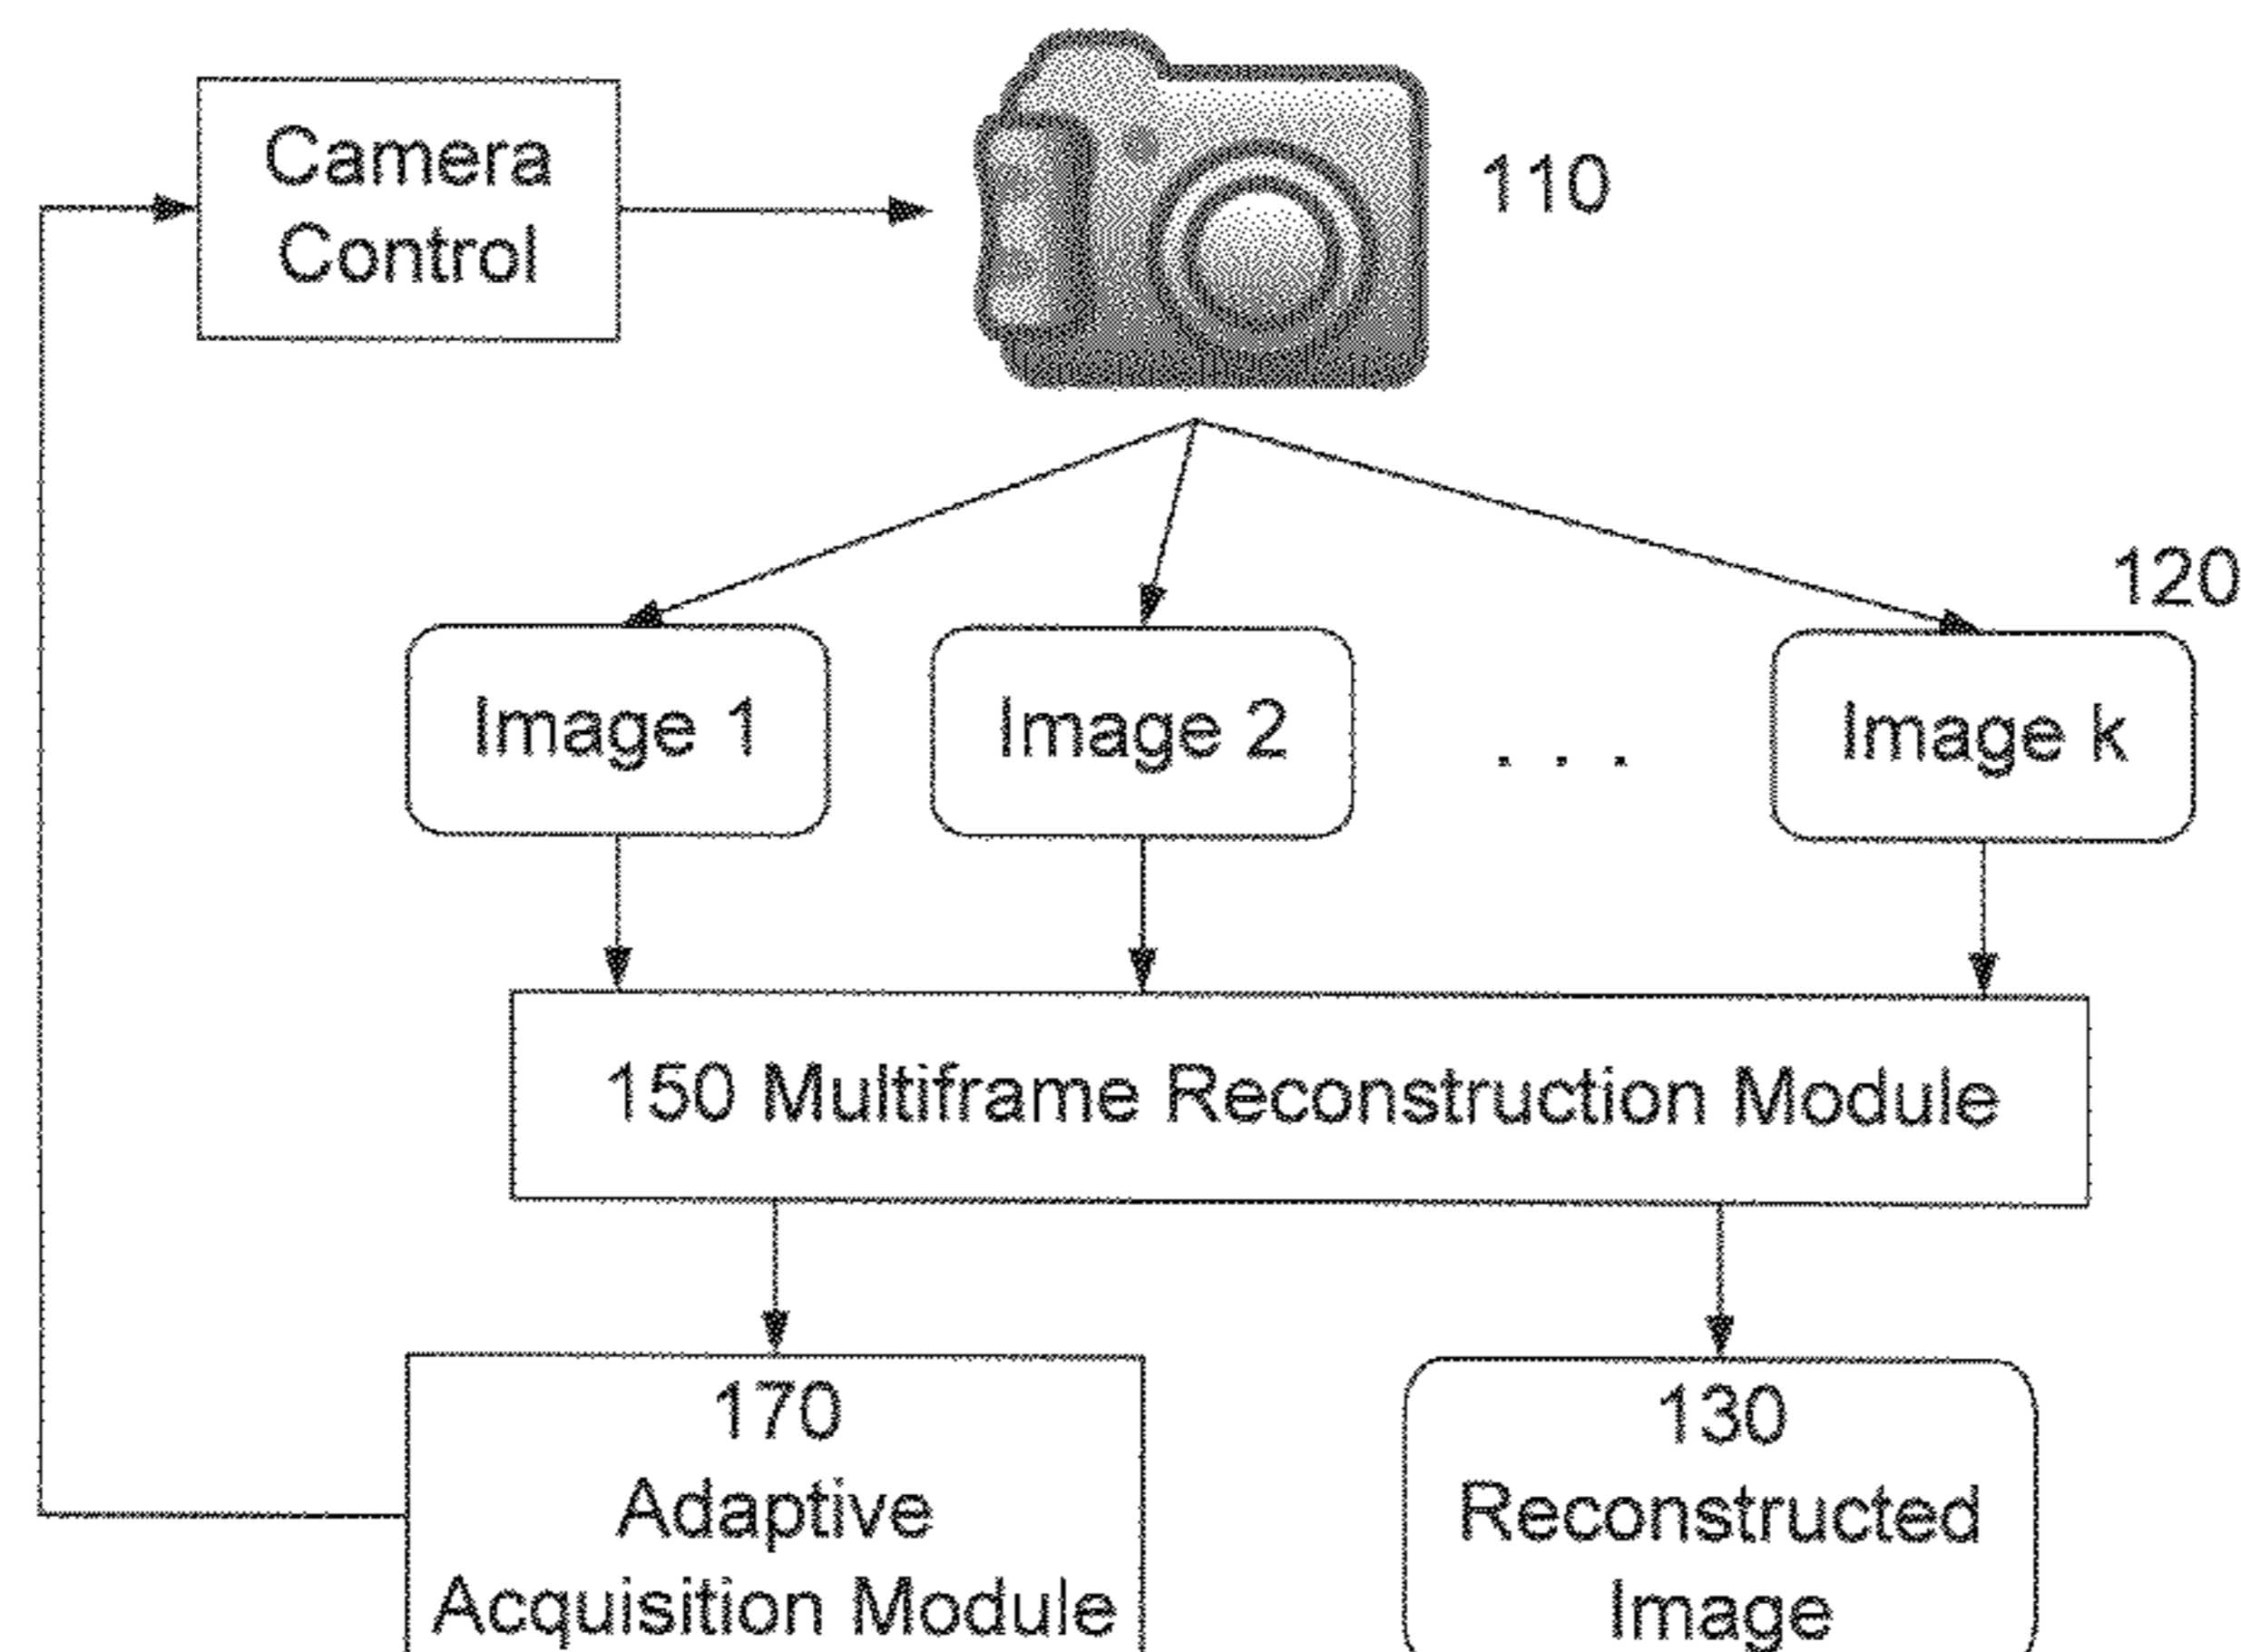 Camera
Control
110
120
Image 1
Image 2
. . .
Image k
150 Multiframe Reconstruction Module
170
Adaptive
Acquisition Module
130
Reconstructed
Image